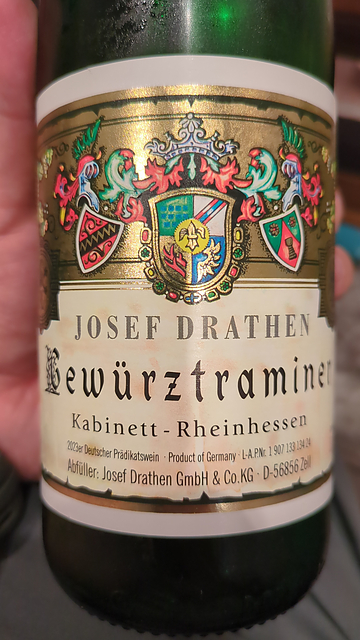 JOSEF DRATHEN
Gewürztraminer
Kabinett - Rheinhessen
2023er Deutscher Prädikatswein · Product of Germany · L-A.P.Nr. 1 907 133 134 24
Abfüller: Josef Drathen GmbH & Co.KG · D-56856 Zell